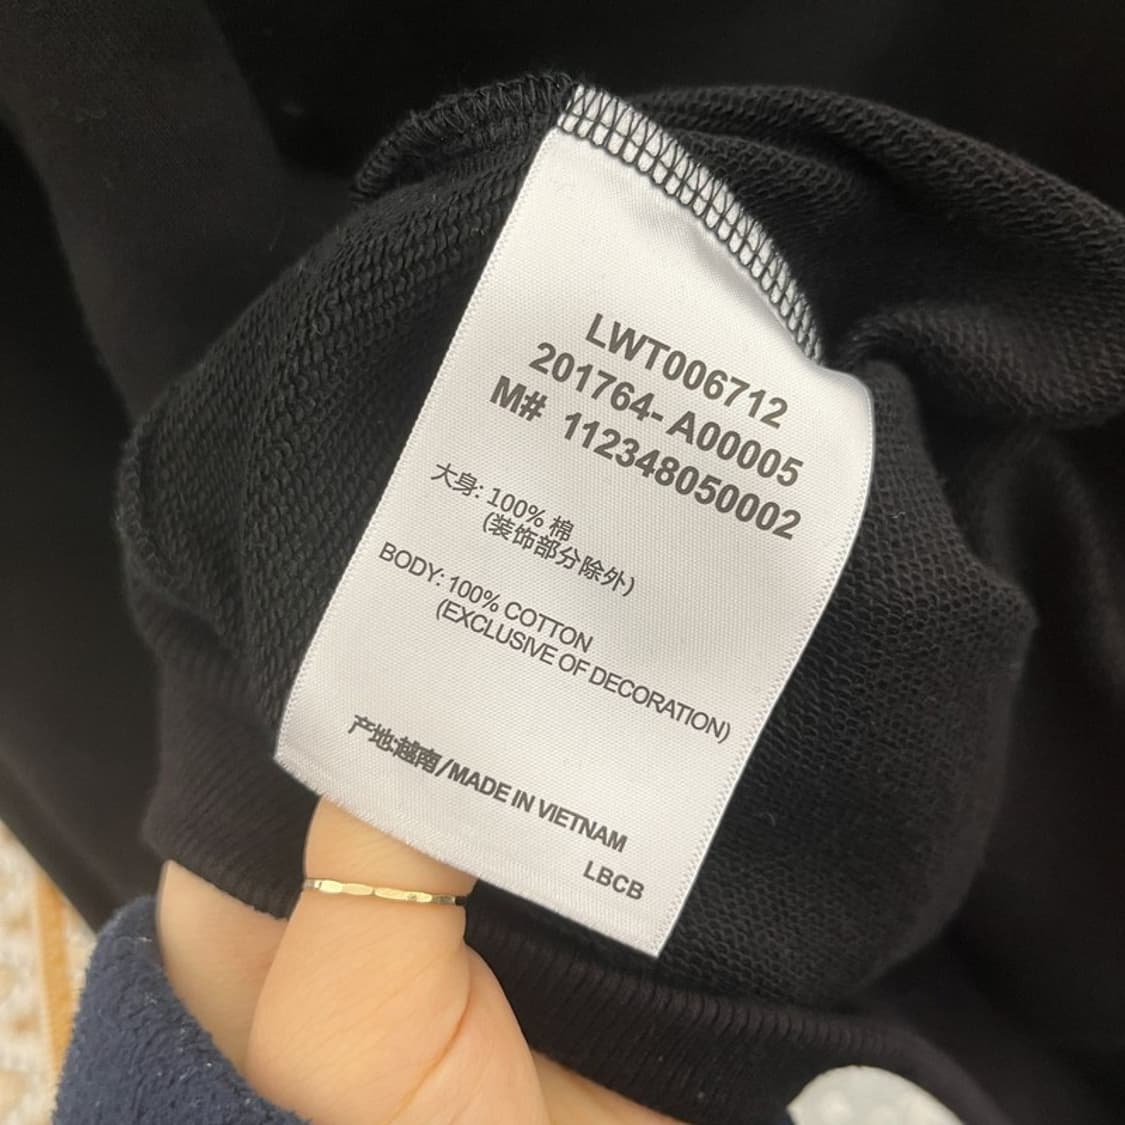 LWT006712
201764- A00005
M# 112348050002
大身: 100% 棉
(装饰部分除外)
BODY: 100% COTTON
(EXCLUSIVE OF DECORATION)
产地:越南/MADE IN VIETNAM
LBCB